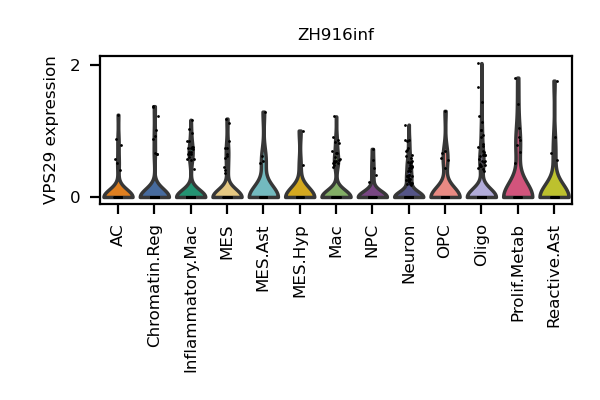 ZH916inf
VPS29 expression
2
0
AC
Chromatin.Reg
Inflammatory.Mac
MES
MES.Ast
MES.Hyp
Mac
NPC
Neuron
OPC
Oligo
Prolif.Metab
Reactive.Ast